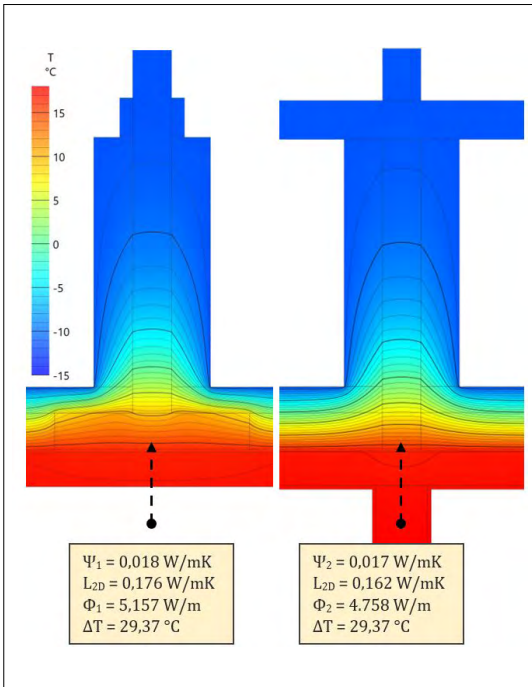 T
°C
15
10
5
0
-5
-10
-15
Ψ₁ = 0,018 W/mK
L₂D = 0,176 W/mK
Φ₁ = 5,157 W/m
ΔT = 29,37 °C
Ψ₂ = 0,017 W/mK
L₂D = 0,162 W/mK
Φ₂ = 4.758 W/m
ΔT = 29,37 °C